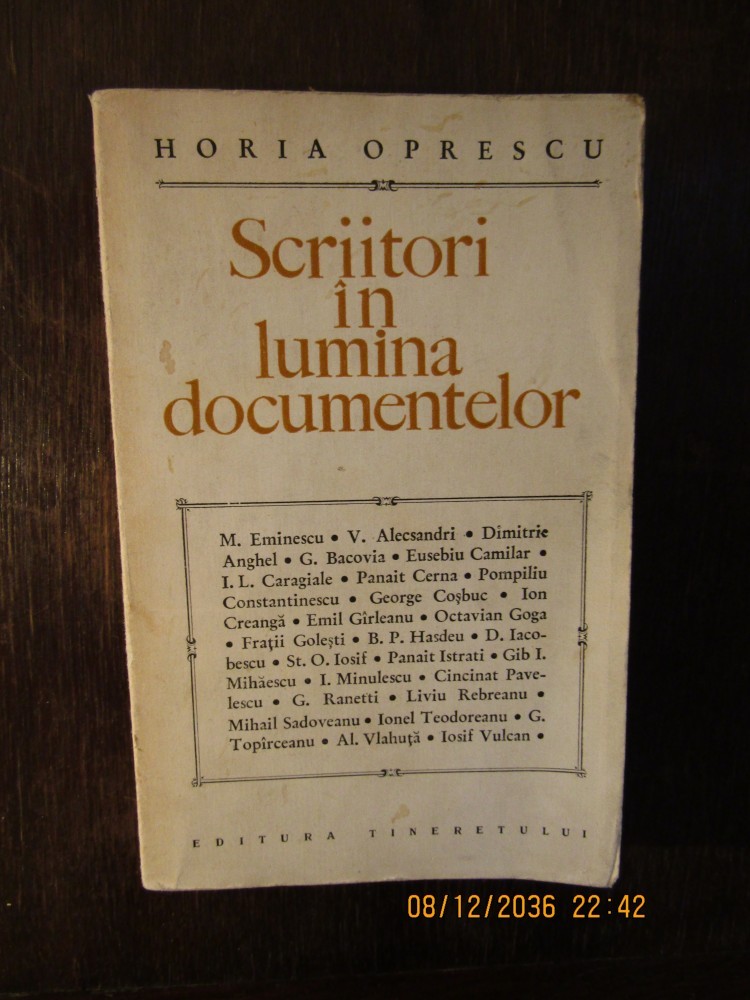 HORIA OPRESCU
Scriitori
în
lumina
documentelor
M. Eminescu • V. Alecsandri • Dimitrie
Anghel • G. Bacovia • Eusebiu Camilar •
I. L. Caragiale • Panait Cerna • Pompiliu
Constantinescu • George Coşbuc • Ion
Creangă • Emil Gîrleanu • Octavian Goga
• Fraţii Goleşti • B. P. Hasdeu • D. Iaco-
bescu • St. O. Iosif • Panait Istrati • Gib I.
Mihăescu • I. Minulescu • Cincinat Pave-
lescu • G. Ranetti • Liviu Rebreanu •
Mihail Sadoveanu • Ionel Teodoreanu • G.
Topîrceanu • Al. Vlahuţă • Iosif Vulcan •
EDITURA TINERETULUI
08/12/2036 22:42